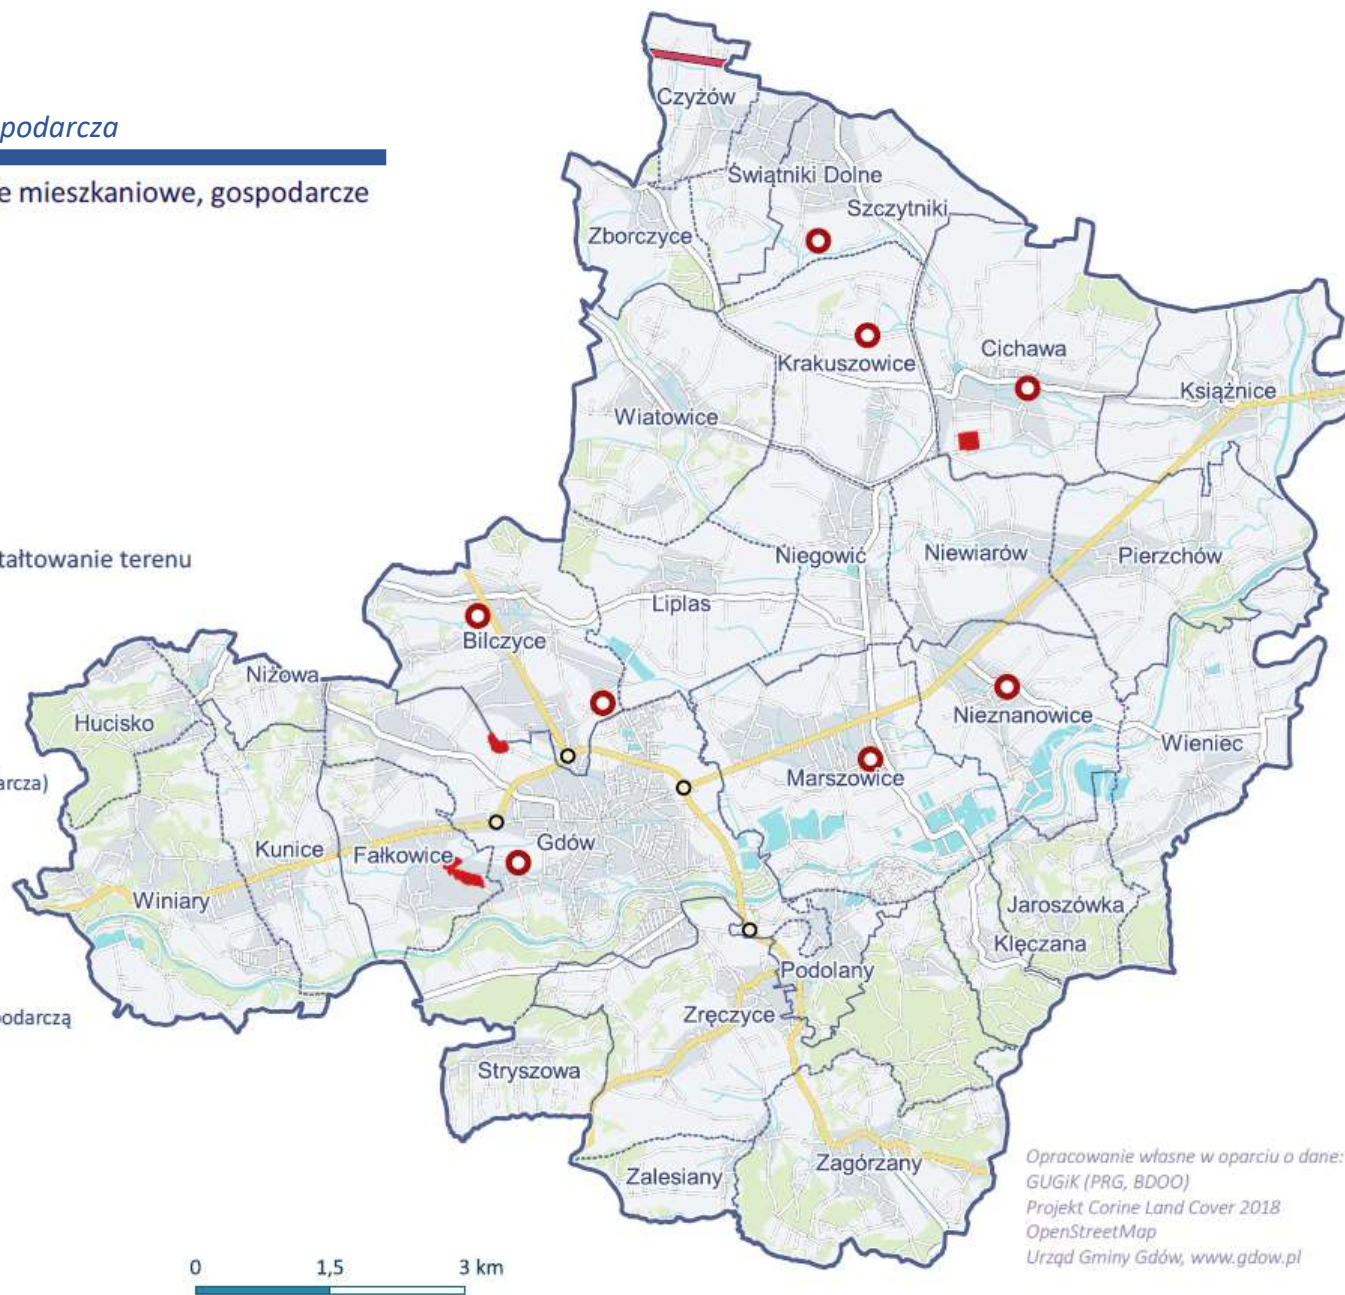 podarcza
e mieszkaniowe, gospodarcze
Czyżów
Świątniki Dolne
Szczytniki
Zborczyce
Krakuszowice
Cichawa
Książnice
Wiatowice
tałtowanie terenu
Niegowić
Niewiarów
Pierzchów
Liplas
Bilczyce
Niżowa
Hucisko
Nieznanowice
Wieniec
arcza)
Marszowice
Gdów
Kunice
Fałkowice
Winiary
Jaroszówka
Klęczana
Podolany
podarczą
Zręczyce
Stryszowa
Zagórzany
Zalesiany
Opracowanie własne w oparciu o dane:
GUGiK (PRG, BDOO)
Projekt Corine Land Cover 2018
OpenStreetMap
Urząd Gminy Gdów, www.gdow.pl
0 1,5 3 km